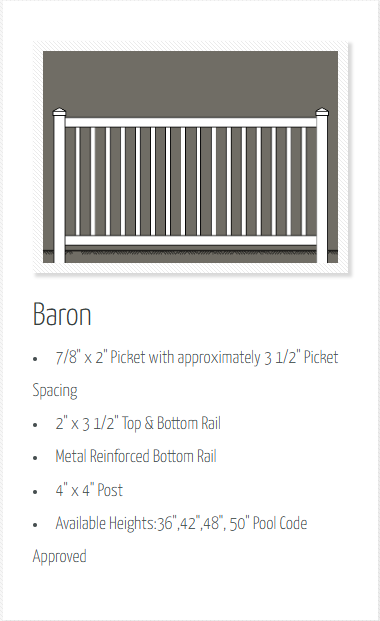 Baron
• 7/8" x 2" Picket with approximately 3 1/2" Picket
Spacing
• 2" x 3 1/2" Top & Bottom Rail
• Metal Reinforced Bottom Rail
• 4" x 4" Post
• Available Heights:36",42",48", 50" Pool Code
Approved